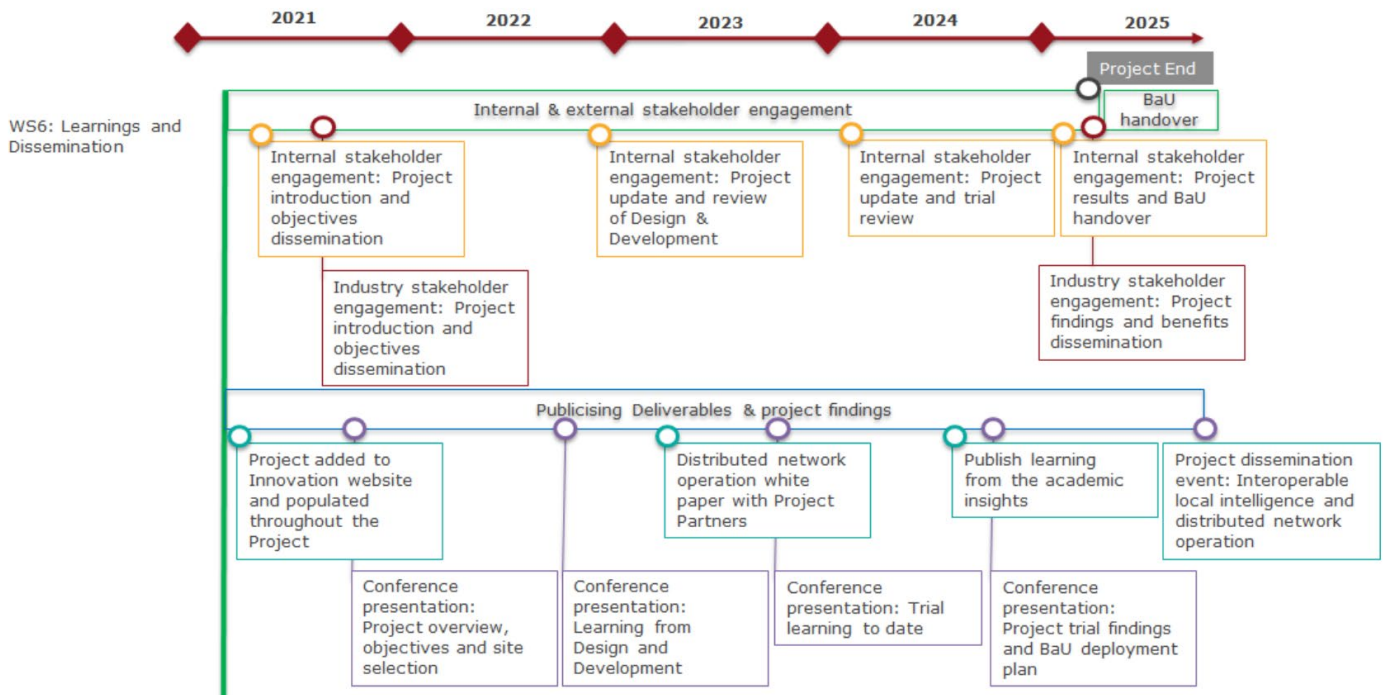 2021
2022
2023
2024
2025
Project End
WS6: Learnings and
Dissemination
Internal & external stakeholder engagement
BaU
handover
Internal stakeholder
engagement: Project
introduction and
objectives
dissemination
Internal stakeholder
engagement: Project
update and review
of Design &
Development
Internal stakeholder
engagement: Project
update and trial
review
Internal stakeholder
engagement: Project
results and BaU
handover
Industry stakeholder
engagement: Project
introduction and
objectives
dissemination
Industry stakeholder
engagement: Project
findings and benefits
dissemination
Publicising Deliverables & project findings
Project added to
Innovation website
and populated
throughout the
Project
Distributed network
operation white
paper with Project
Partners
Publish learning
from the academic
insights
Project dissemination
event: Interoperable
local intelligence and
distributed network
operation
Conference
presentation:
Project overview,
objectives and site
selection
Conference
presentation:
Learning from
Design and
Development
Conference
presentation: Trial
learning to date
Conference
presentation:
Project trial findings
and BaU deployment
plan